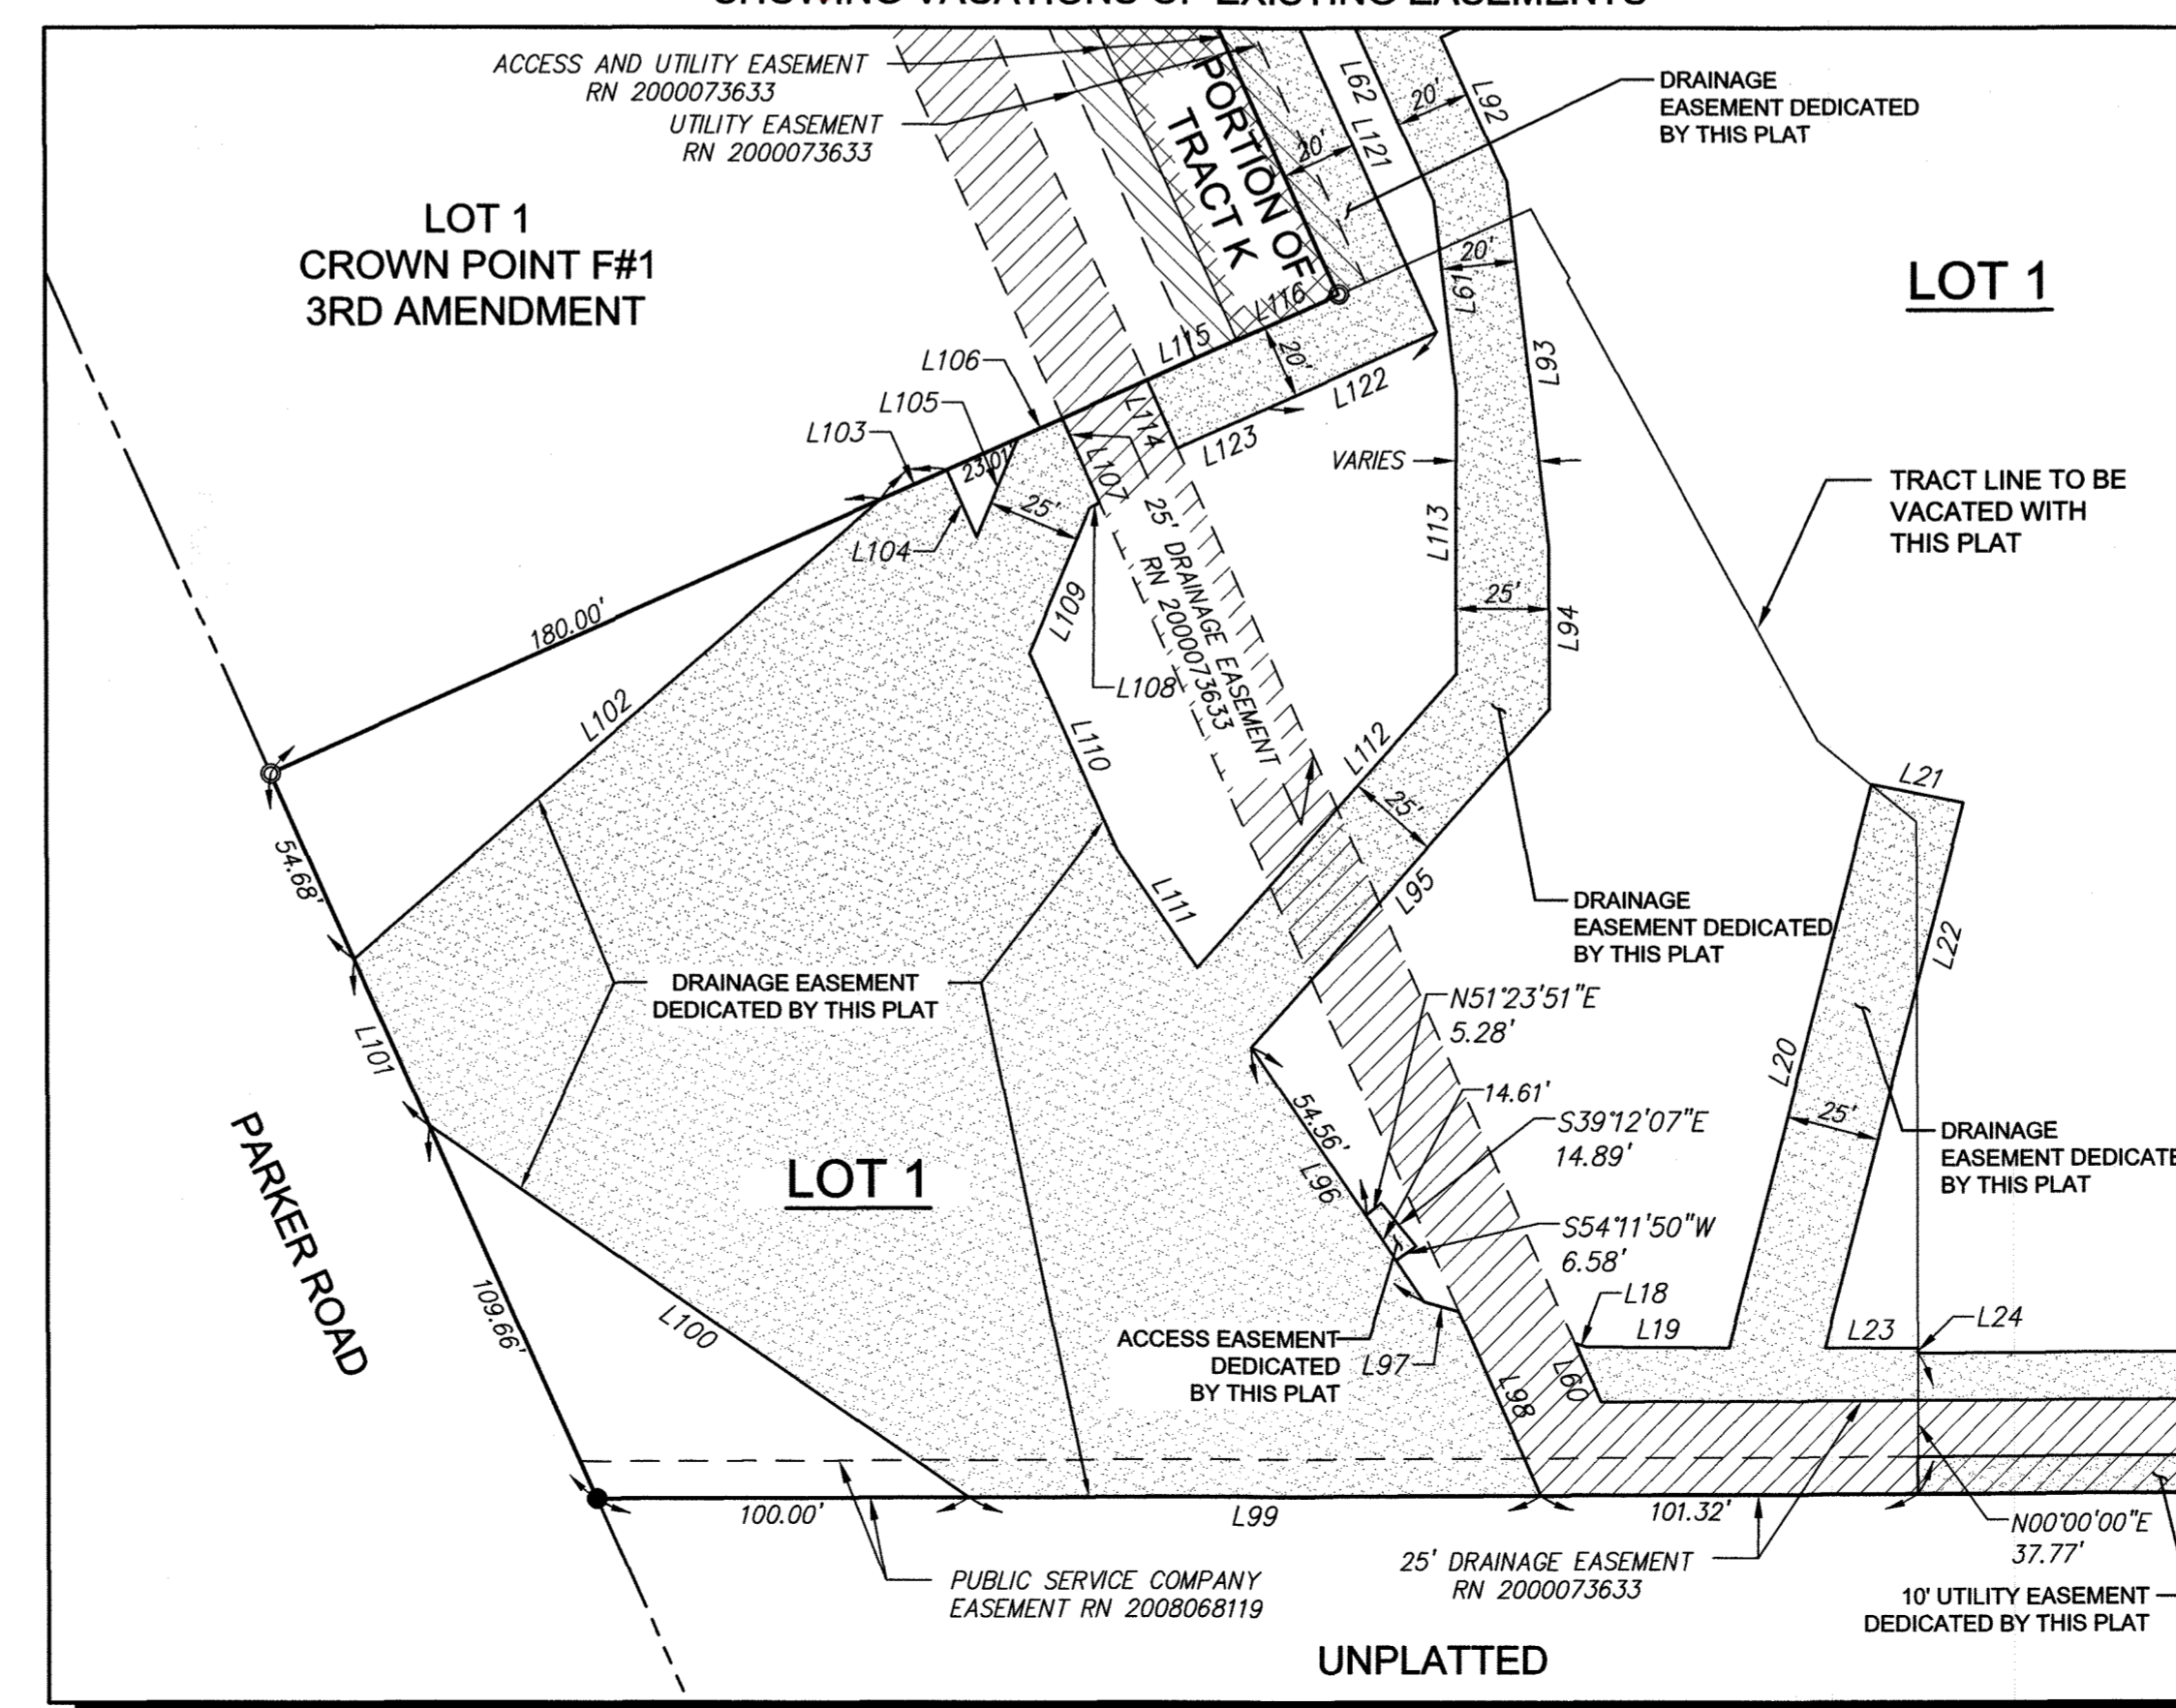 SHOWING VACATIONS OF EXISTING EASEMENTS
ACCESS AND UTILITY EASEMENT
RN 2000073633
UTILITY EASEMENT
RN 2000073633
PORTION OF
TRACT K
L62
L121
20'
L92
20'
DRAINAGE
EASEMENT DEDICATED
BY THIS PLAT
LOT 1
CROWN POINT F#1
3RD AMENDMENT
LOT 1
20'
L61
L93
L116
L115
20'
L122
L123
L106
L105
L103
23.01'
L104
25'
L107
L114
VARIES
L113
TRACT LINE TO BE
VACATED WITH
THIS PLAT
25' DRAINAGE EASEMENT
RN 2000073633
L109
L108
25'
L94
180.00'
L102
L110
L112
25'
L111
L95
L21
54.68'
DRAINAGE
EASEMENT DEDICATED
BY THIS PLAT
L22
DRAINAGE EASEMENT
DEDICATED BY THIS PLAT
N51°23'51"E
5.28'
L101
L20
14.61'
S39°12'07"E
14.89'
25'
54.56'
L96
DRAINAGE
EASEMENT DEDICATE
BY THIS PLAT
PARKER ROAD
LOT 1
S54°11'50"W
6.58'
109.66'
L100
ACCESS EASEMENT
DEDICATED
BY THIS PLAT
L97
L98
L60
L18
L19
L23
L24
100.00'
L99
101.32'
N00°00'00"E
37.77'
PUBLIC SERVICE COMPANY
EASEMENT RN 2008068119
25' DRAINAGE EASEMENT
RN 2000073633
10' UTILITY EASEMENT
DEDICATED BY THIS PLAT
UNPLATTED